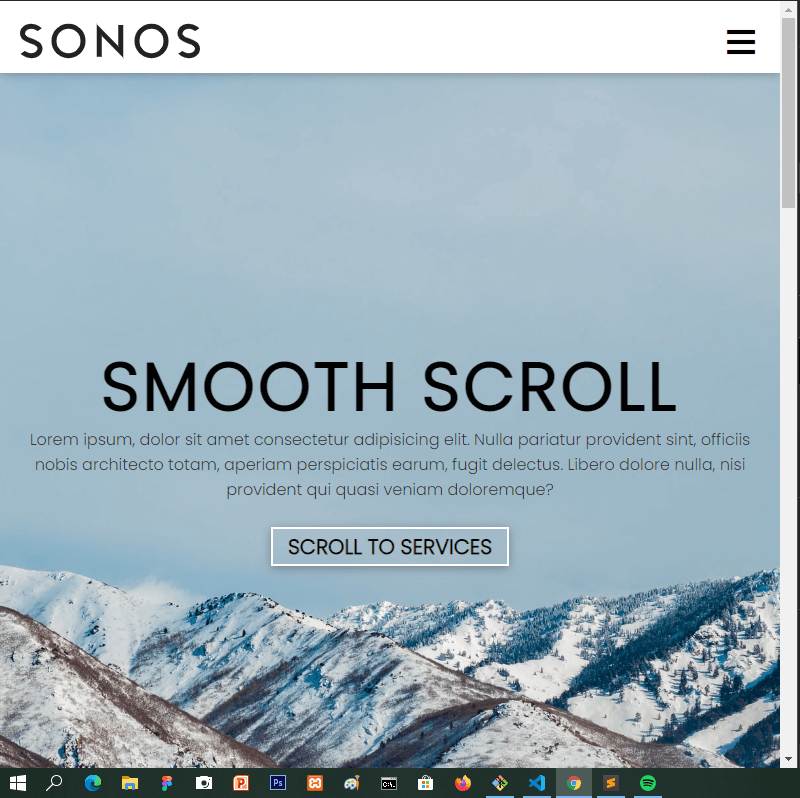 SONOS
SMOOTH SCROLL
Lorem ipsum, dolor sit amet consectetur adipisicing elit. Nulla pariatur provident sint, officiis
nobis architecto totam, aperiam perspiciatis earum, fugit delectus. Libero dolore nulla, nisi
provident qui quasi veniam doloremque?
SCROLL TO SERVICES
Ps
C:\.